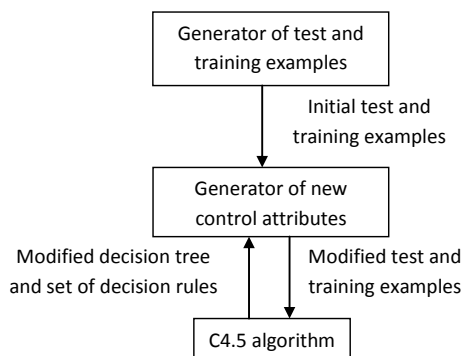 Generator of test and
training examples
Initial test and
training examples
Generator of new
control attributes
Modified decision tree
and set of decision rules
Modified test and
training examples
C4.5 algorithm